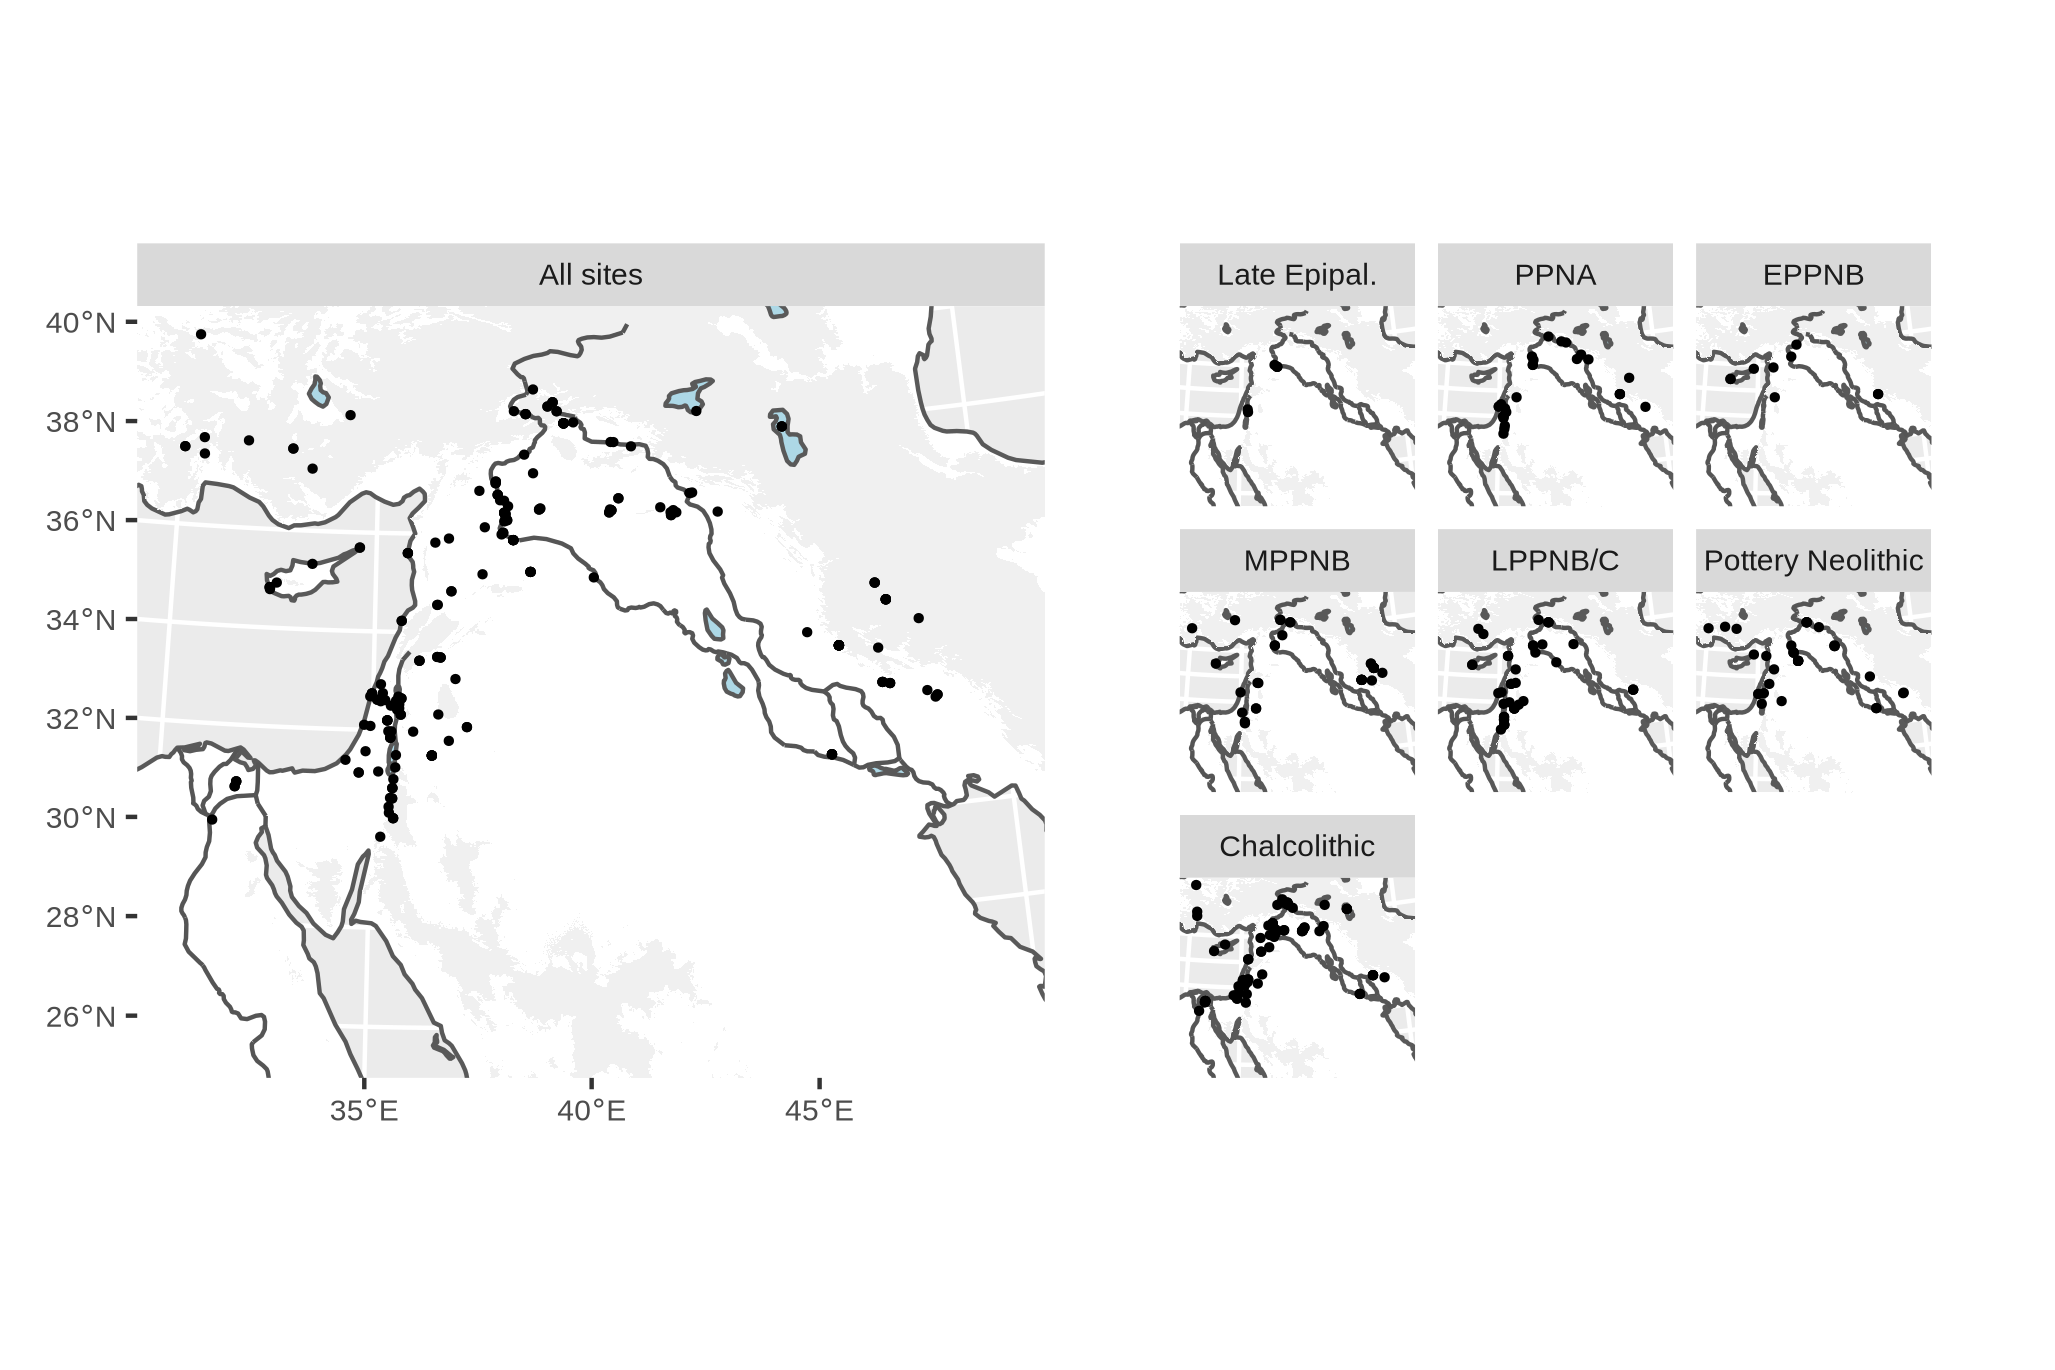 All sites
40°N
38°N
36°N
34°N
32°N
30°N
28°N
26°N
35°E 40°E 45°E
Late Epipal. PPNA EPPNB
MPPNB LPPNB/C Pottery Neolithic
Chalcolithic